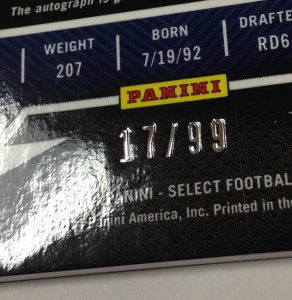 The autograph is g
WEIGHT BORN DRAFTE
207 7/19/92 RD6
PANINI
17/99
PANINI - SELECT FOOTBAL
nini America, Inc. Printed in the